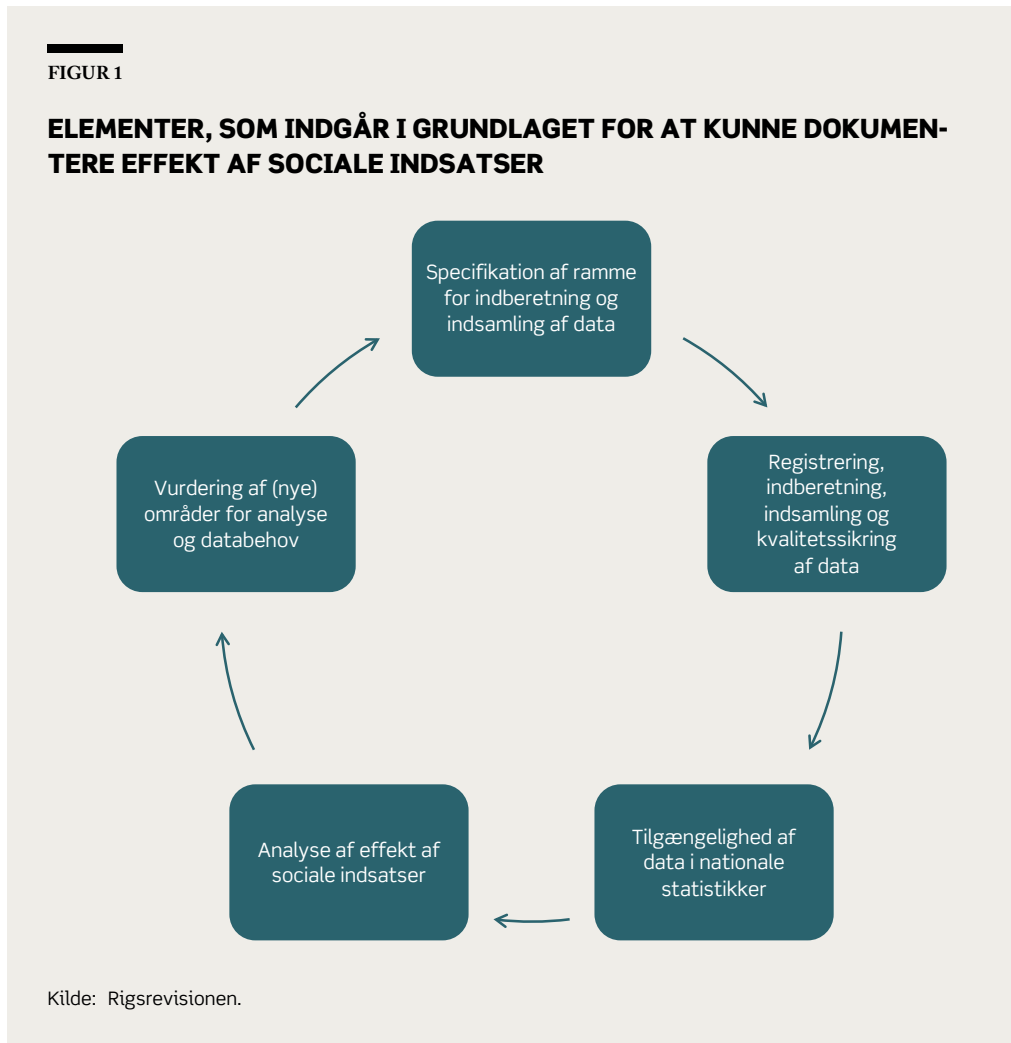 FIGUR 1
ELEMENTER, SOM INDGÅR I GRUNDLAGET FOR AT KUNNE DOKUMEN-
TERE EFFEKT AF SOCIALE INDSATSER
Specifikation af ramme
for indberetning og
indsamling af data
Registrering,
indberetning,
indsamling og
kvalitetssikring
af data
Tilgængelighed af
data i nationale
statistikker
Analyse af effekt af
sociale indsatser
Vurdering af (nye)
områder for analyse
og databehov
Kilde: Rigsrevisionen.